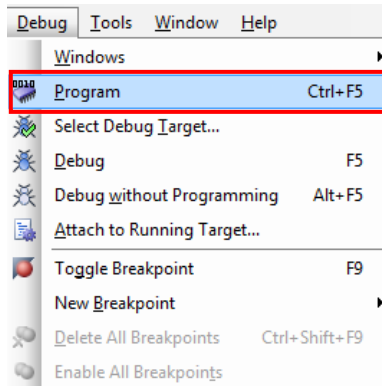 Debug Tools Window Help
Windows
0010
Program Ctrl+F5
Select Debug Target...
Debug F5
Debug without Programming Alt+F5
Attach to Running Target...
Toggle Breakpoint F9
New Breakpoint
Delete All Breakpoints Ctrl+Shift+F9
Enable All Breakpoints